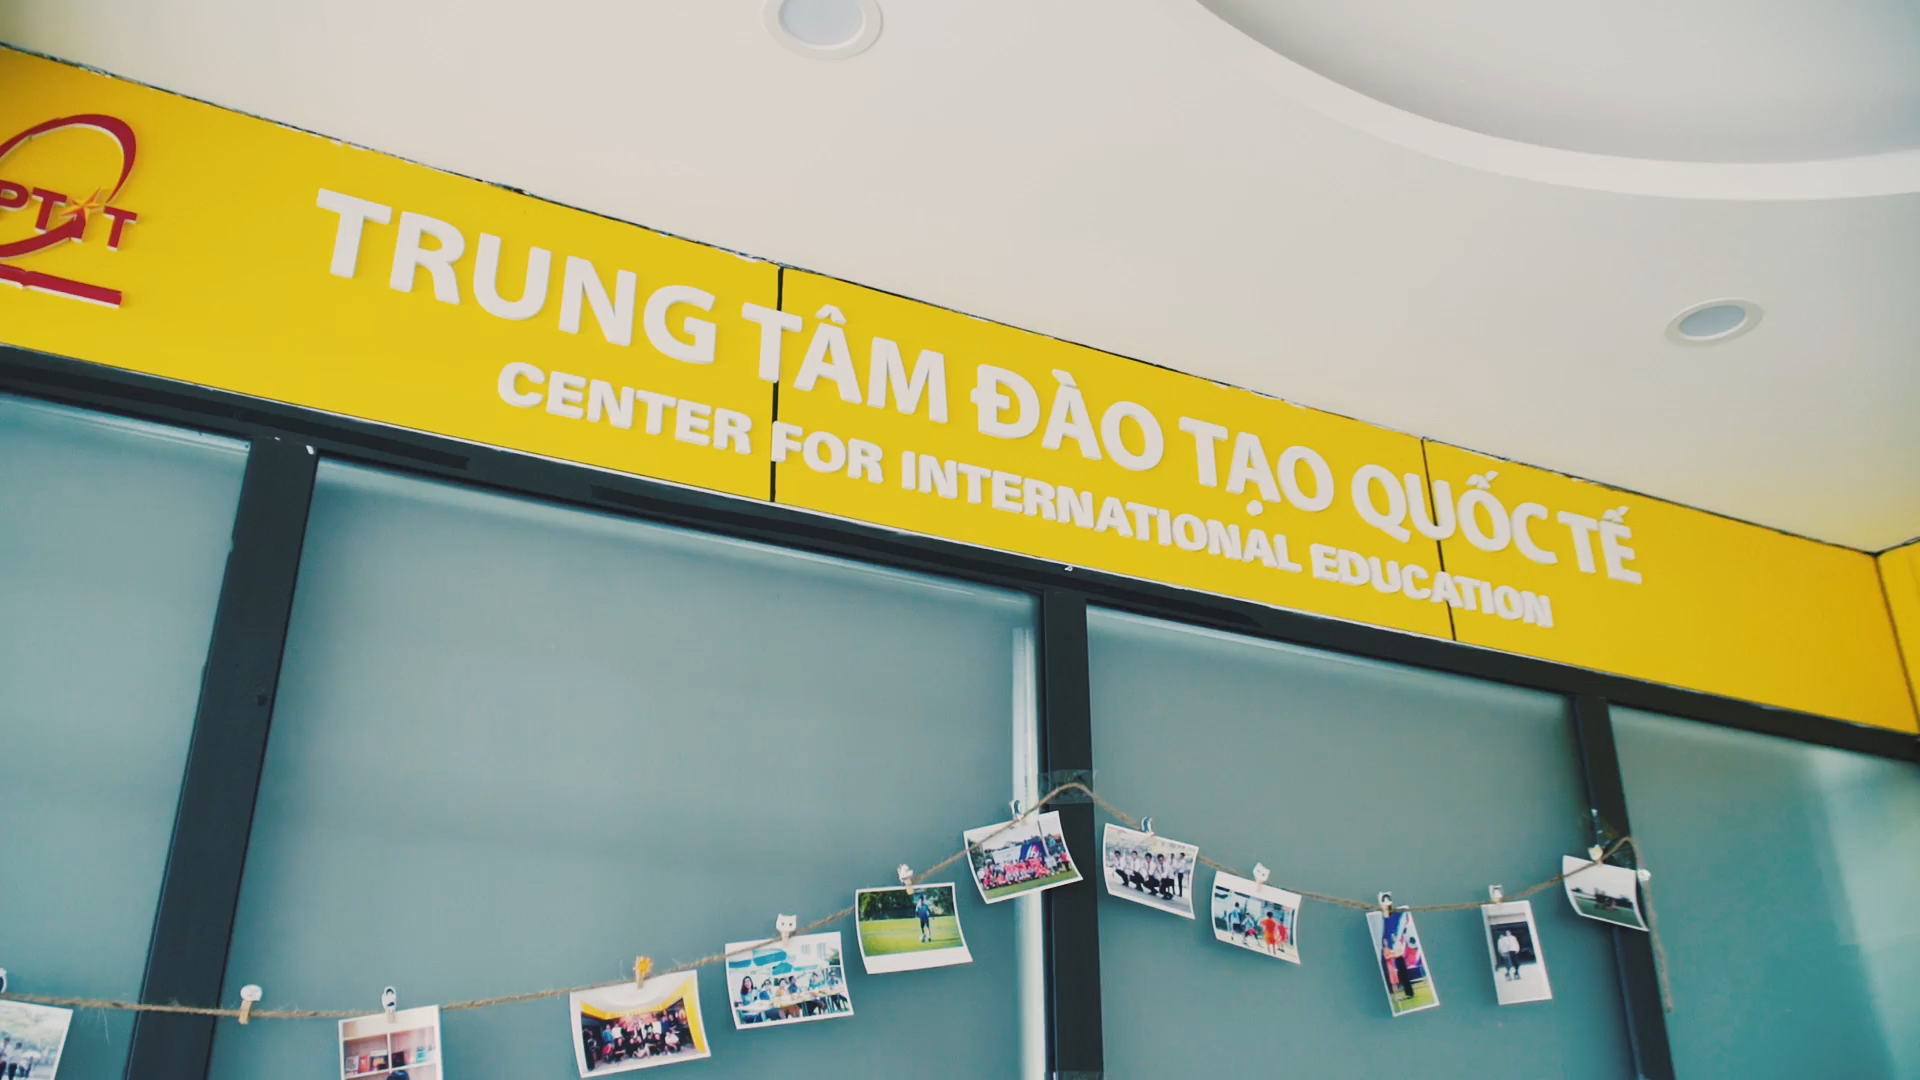 PTIT
TRUNG TÂM ĐÀO TẠO QUỐC TẾ
CENTER FOR INTERNATIONAL EDUCATION